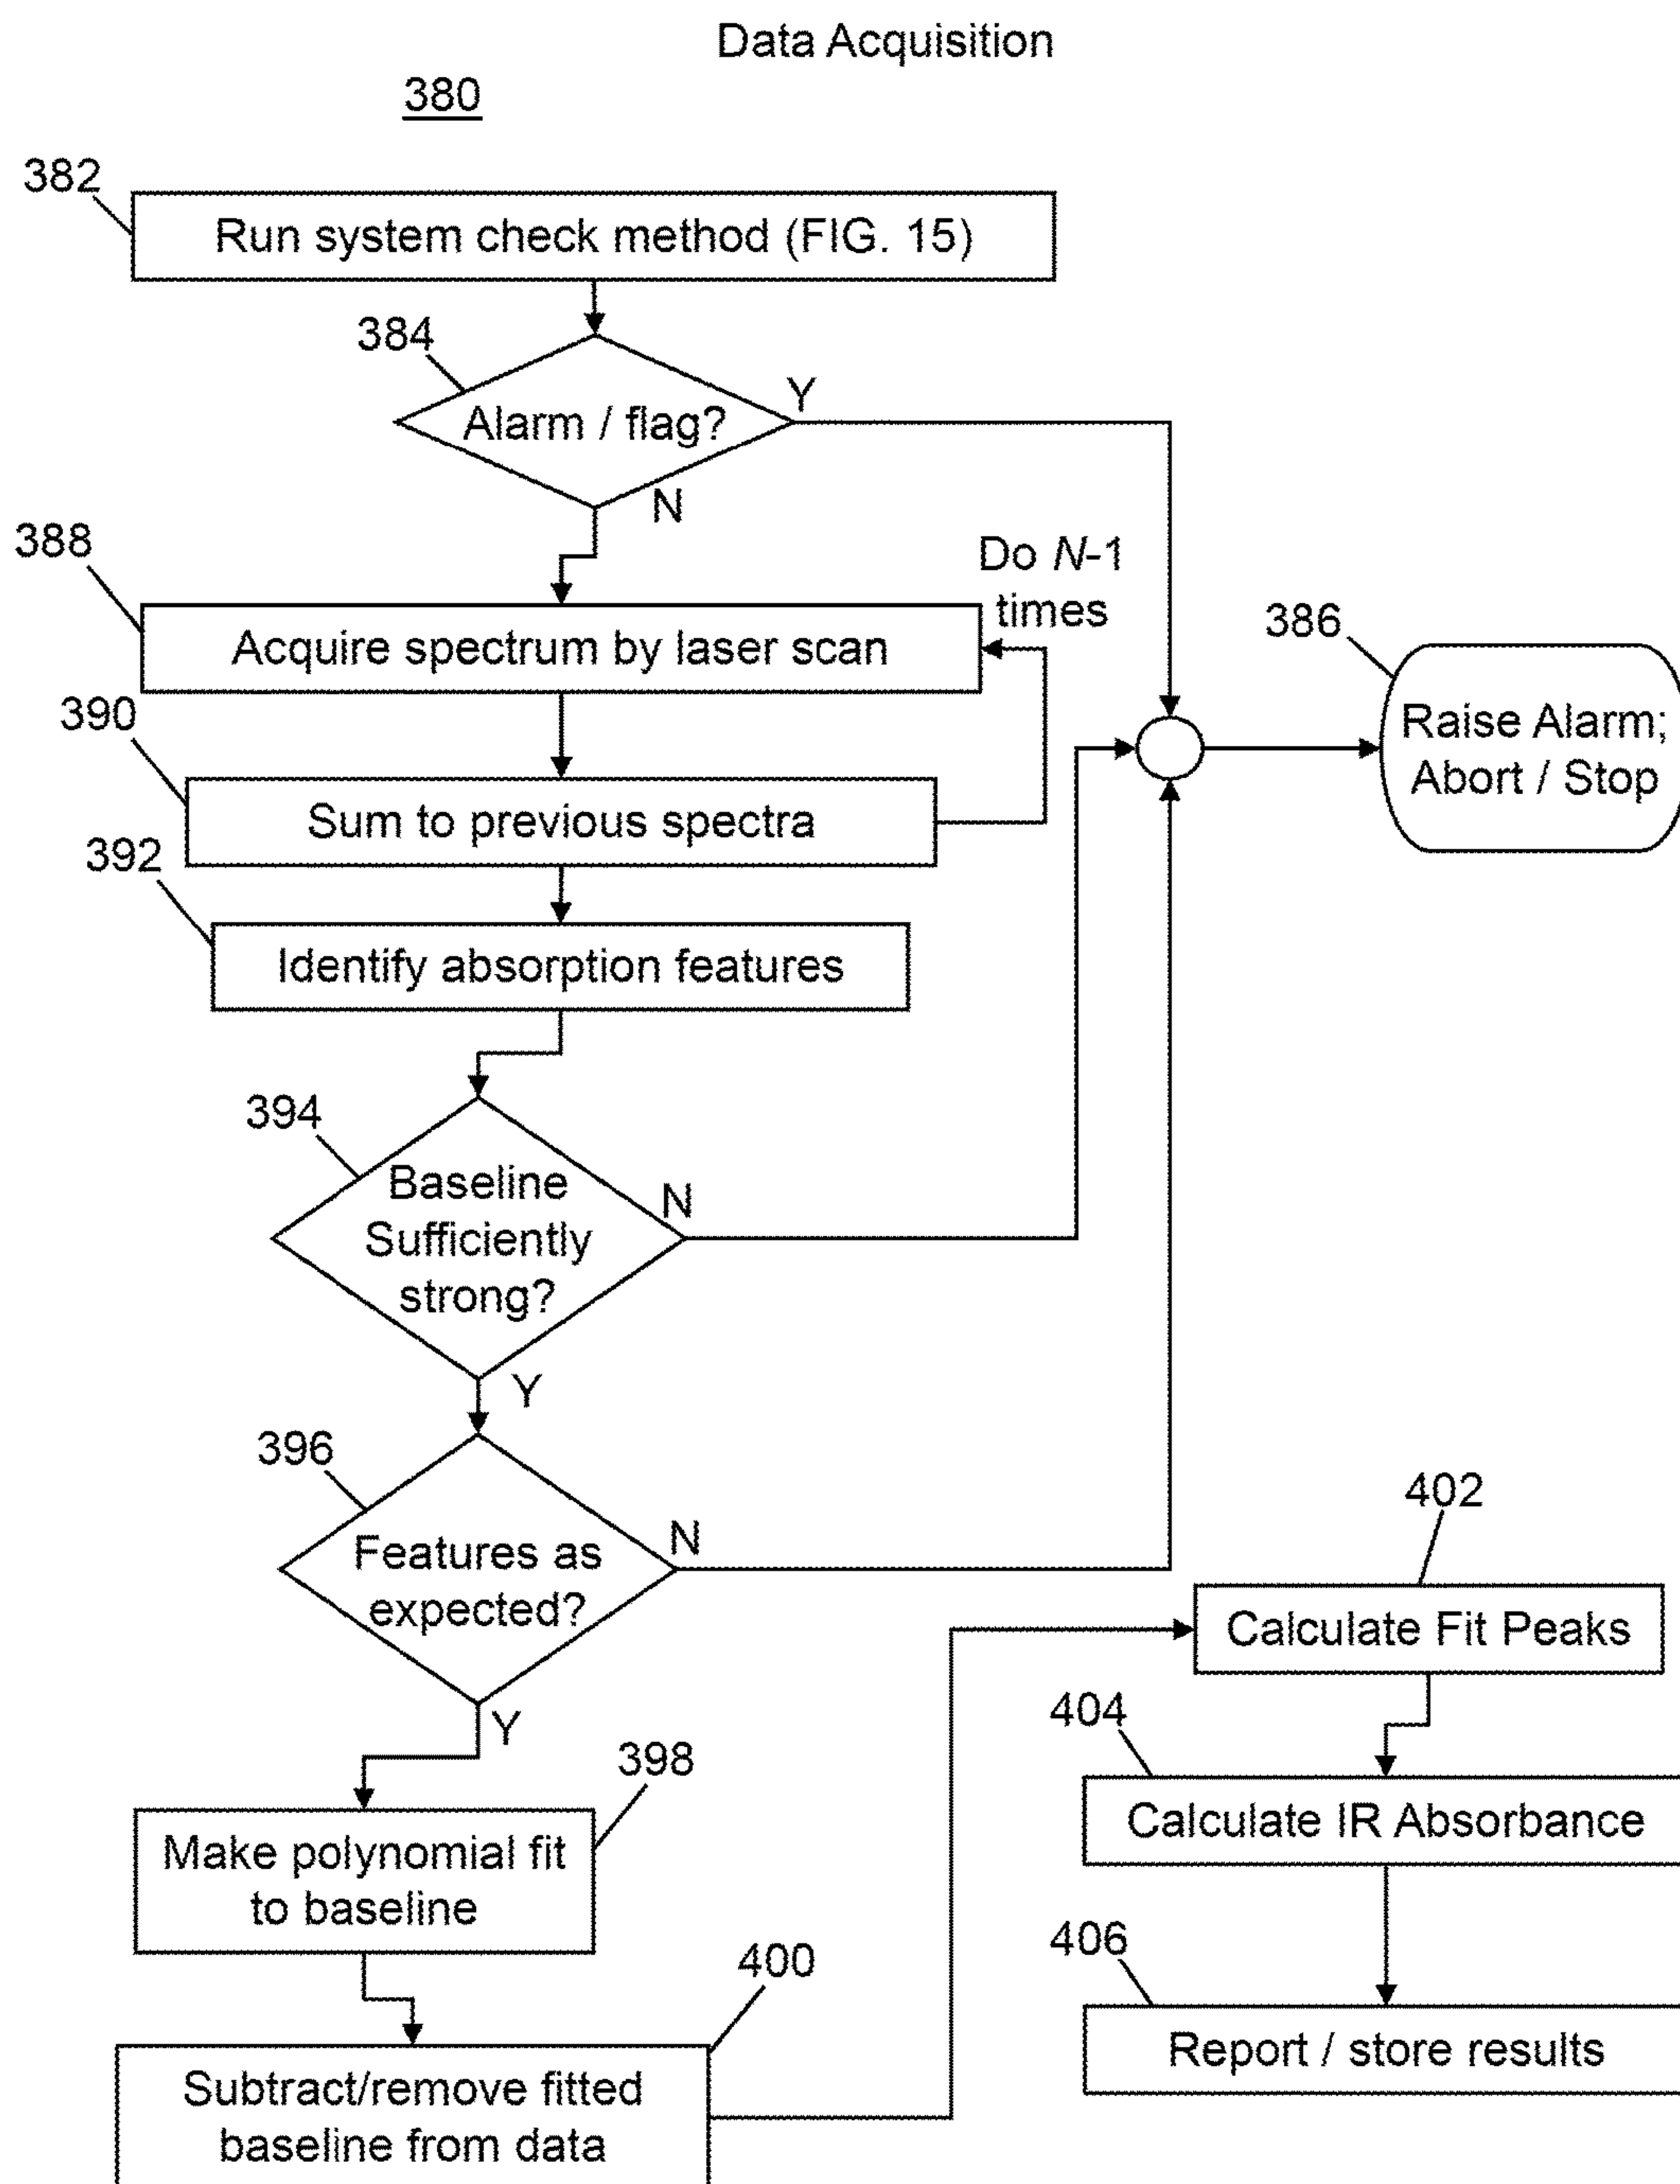 Data Acquisition
380
382
Run system check method (FIG. 15)
384
Alarm / flag?
Y
N
388
Do N-1
times
Acquire spectrum by laser scan
386
Raise Alarm;
Abort / Stop
390
Sum to previous spectra
392
Identify absorption features
394
Baseline
Sufficiently
strong?
N
Y
396
Features as
expected?
N
Y
398
Make polynomial fit
to baseline
400
Subtract/remove fitted
baseline from data
402
Calculate Fit Peaks
404
Calculate IR Absorbance
406
Report / store results